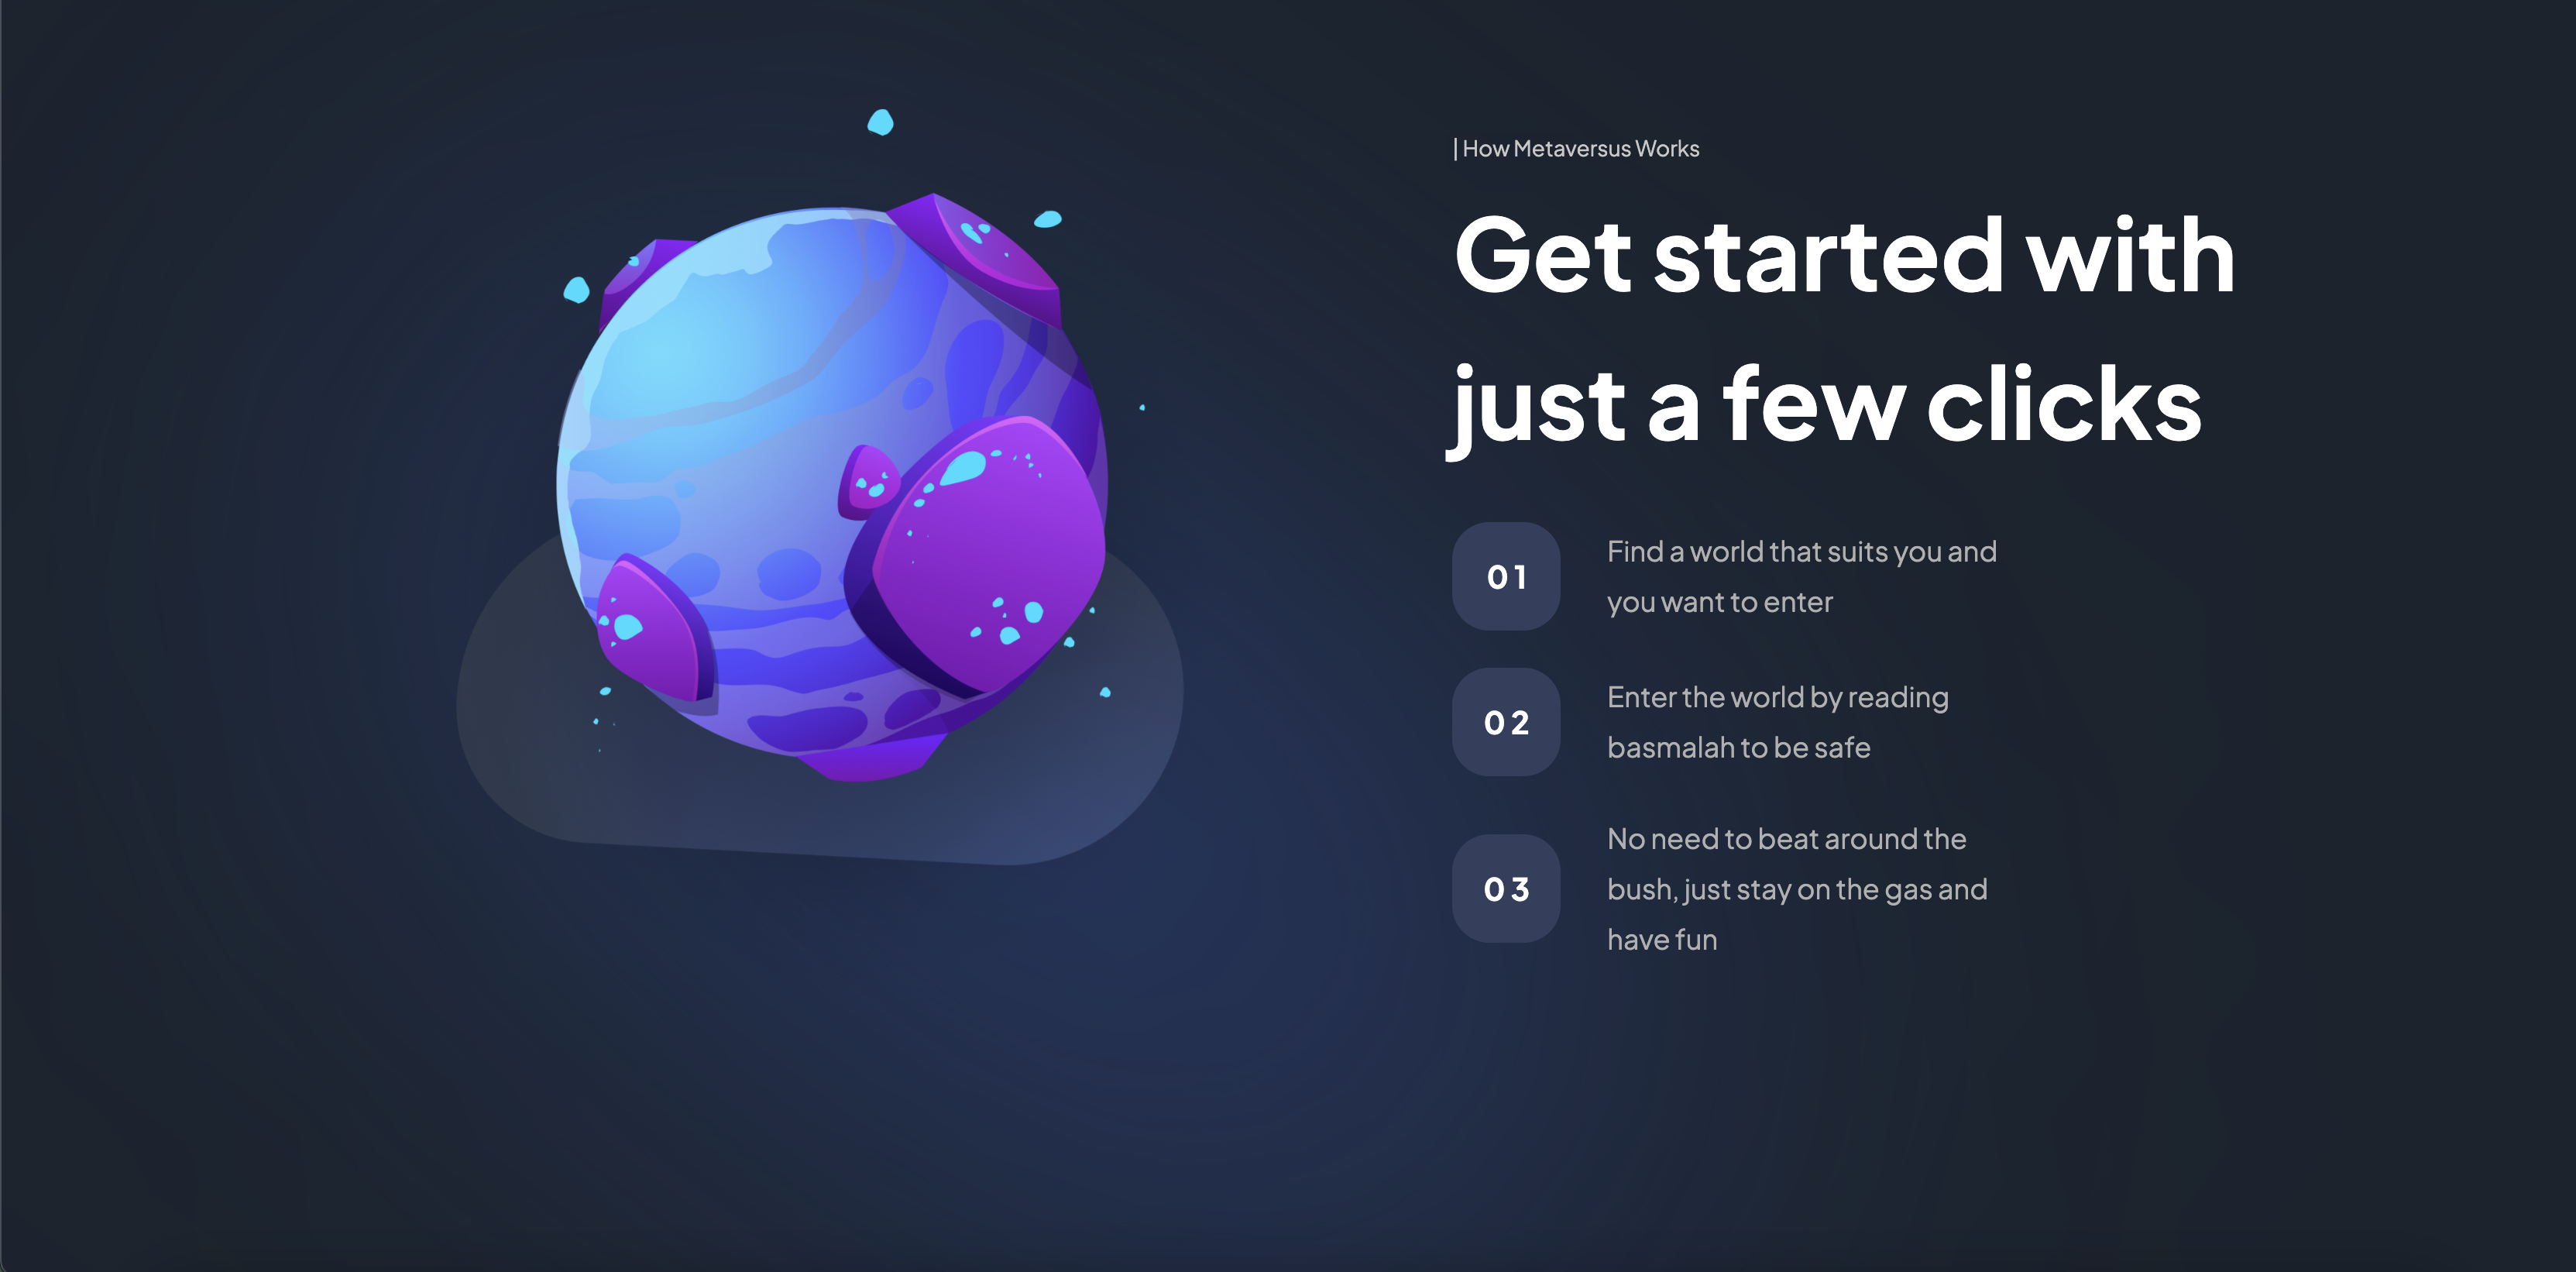 | How Metaversus Works
Get started with
just a few clicks
01
Find a world that suits you and
you want to enter
02
Enter the world by reading
basmalah to be safe
03
No need to beat around the
bush, just stay on the gas and
have fun